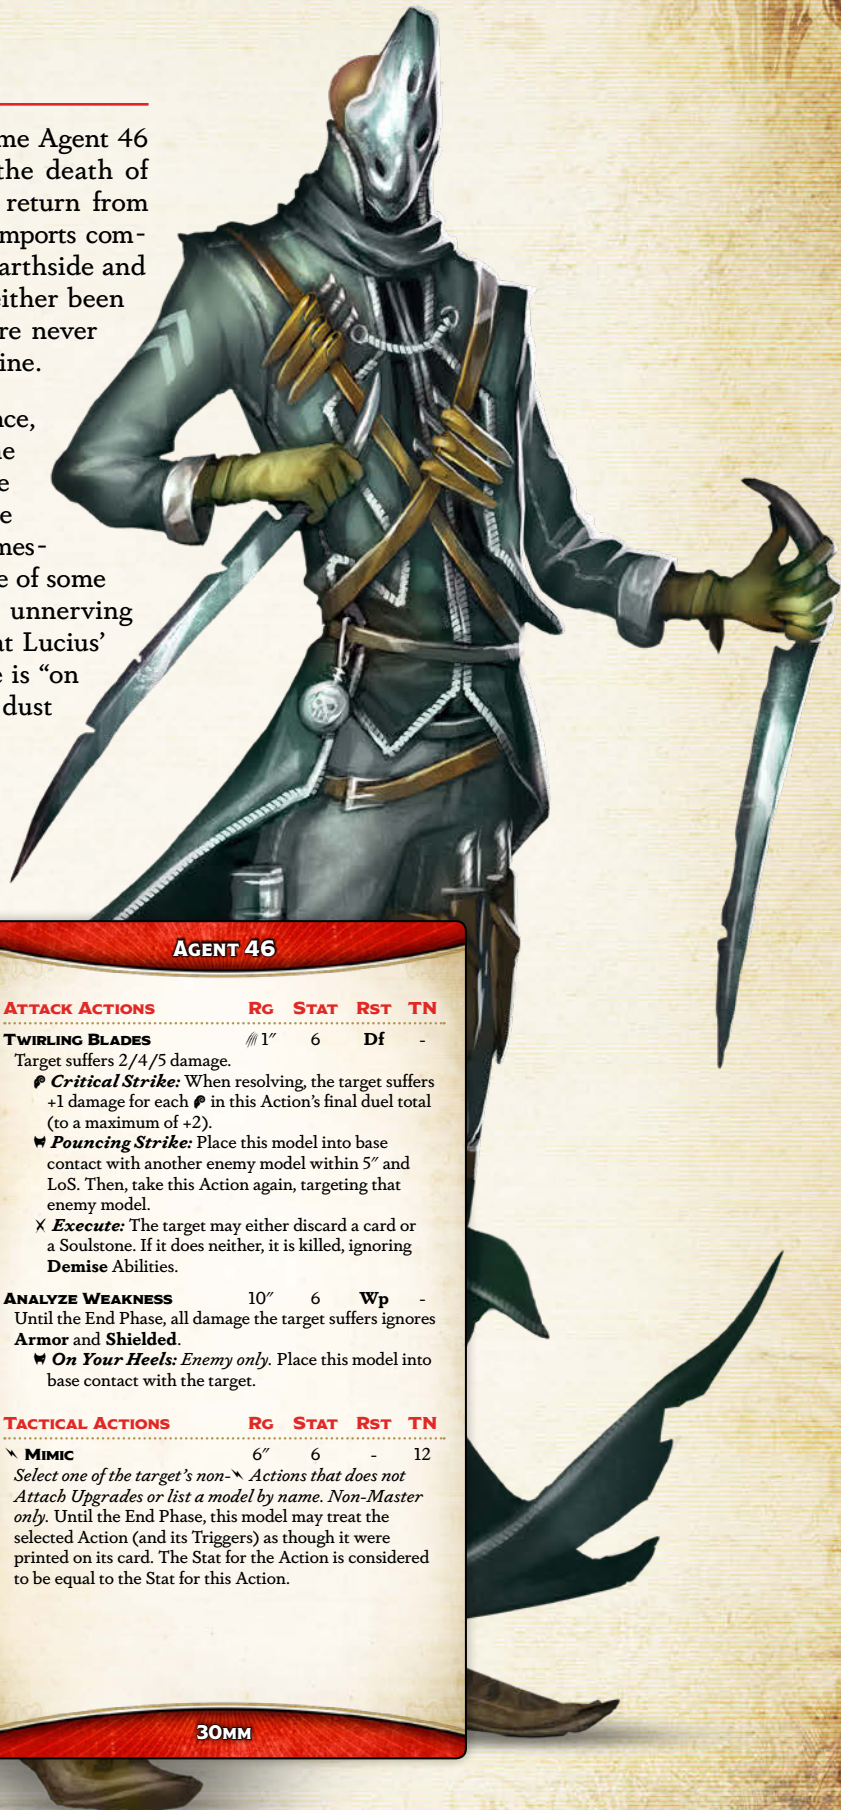 me Agent 46
the death of
return from
mports com-
arthside and
either been
re never
ine.
nce,
ne
e
e
mes-
e of some
unnerving
at Lucius'
e is “on
dust
AGENT 46
ATTACK ACTIONS RG STAT RST TN
TWIRLING BLADES 1″ 6 Df -
Target suffers 2/4/5 damage.
Critical Strike: When resolving, the target suffers
+1 damage for each in this Action's final duel total
(to a maximum of +2).
Pouncing Strike: Place this model into base
contact with another enemy model within 5″ and
LoS. Then, take this Action again, targeting that
enemy model.
Execute: The target may either discard a card or
a Soulstone. If it does neither, it is killed, ignoring
Demise Abilities.
ANALYZE WEAKNESS 10″ 6 Wp -
Until the End Phase, all damage the target suffers ignores
Armor and Shielded.
On Your Heels: Enemy only. Place this model into
base contact with the target.
TACTICAL ACTIONS RG STAT RST TN
MIMIC 6″ 6 - 12
Select one of the target's non- Actions that does not
Attach Upgrades or list a model by name. Non-Master
only. Until the End Phase, this model may treat the
selected Action (and its Triggers) as though it were
printed on its card. The Stat for the Action is considered
to be equal to the Stat for this Action.
30MM